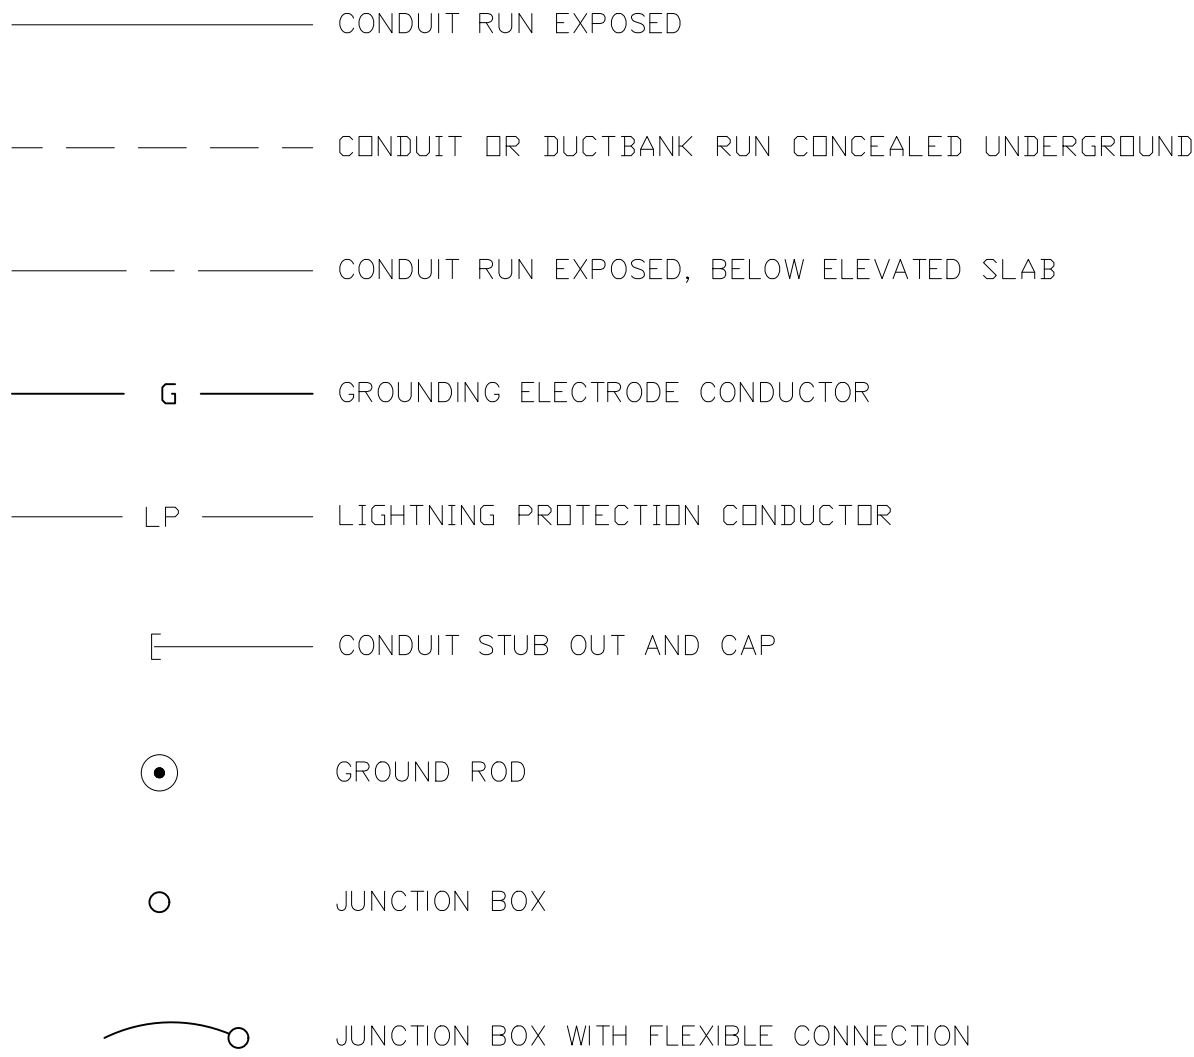 CONDUIT RUN EXPOSED
CONDUIT OR DUCTBANK RUN CONCEALED UNDERGROUND
CONDUIT RUN EXPOSED, BELOW ELEVATED SLAB
G GROUNDING ELECTRODE CONDUCTOR
LP LIGHTNING PROTECTION CONDUCTOR
CONDUIT STUB OUT AND CAP
GROUND ROD
JUNCTION BOX
JUNCTION BOX WITH FLEXIBLE CONNECTION